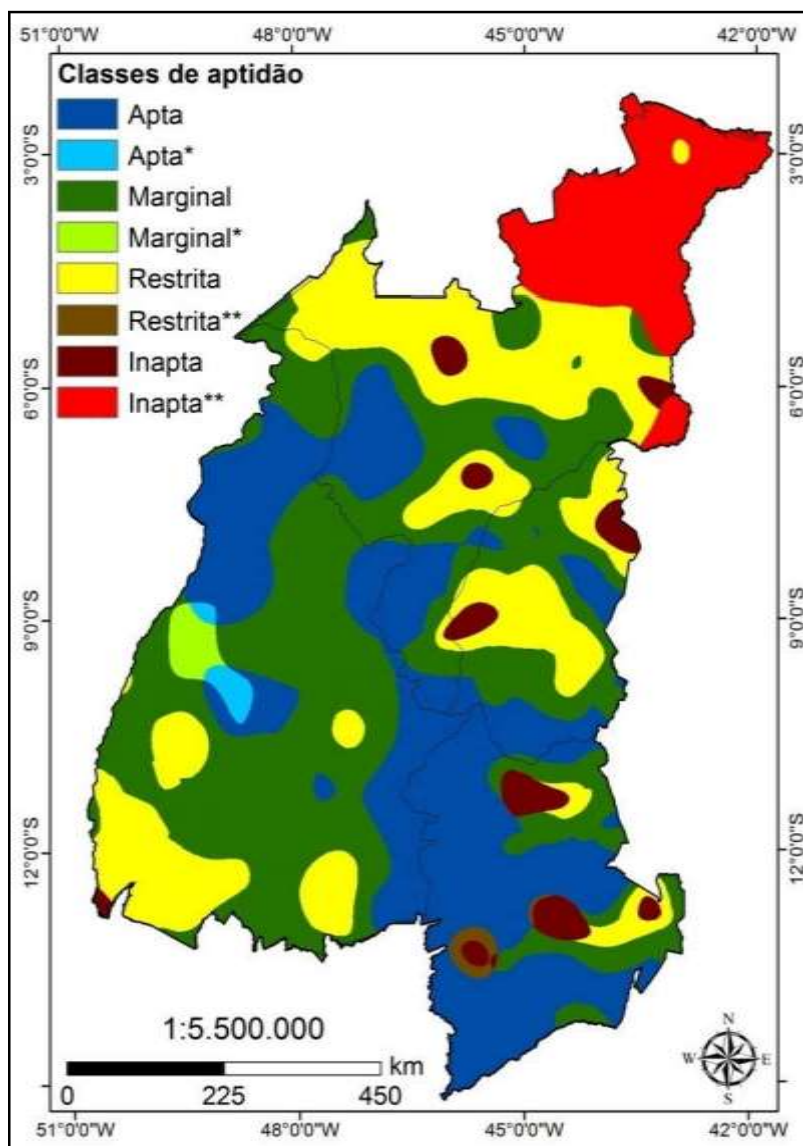 51°0'0"W 48°0'0"W 45°0'0"W 42°0'0"W
Classes de aptidão
Apta
Apta*
Marginal
Marginal*
Restrita
Restrita**
Inapta
Inapta**
3°0'0"S 3°0'0"S
6°0'0"S 6°0'0"S
9°0'0"S 9°0'0"S
12°0'0"S 12°0'0"S
1:5.500.000
km
0 225 450
N
W E
S
51°0'0"W 48°0'0"W 45°0'0"W 42°0'0"W